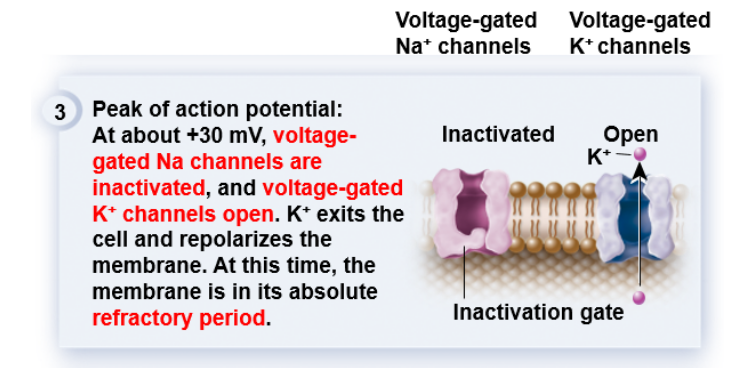 Voltage-gated Na⁺ channels
Voltage-gated K⁺ channels
3
Peak of action potential:
At about +30 mV, voltage-
gated Na channels are
inactivated, and voltage-gated
K⁺ channels open. K⁺ exits the
cell and repolarizes the
membrane. At this time, the
membrane is in its absolute
refractory period.
Inactivated
Open
K⁺
Inactivation gate